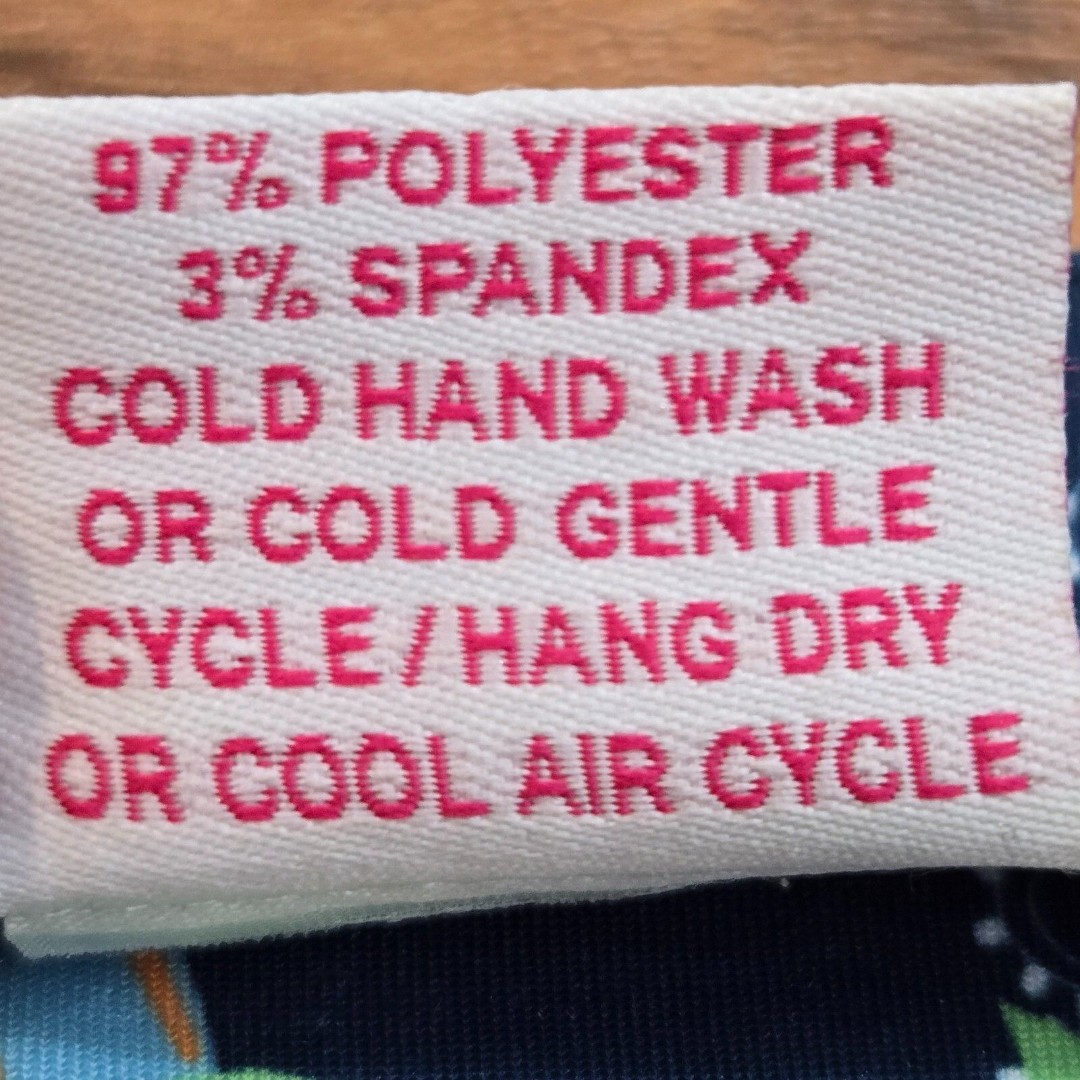 97% POLYESTER
3% SPANDEX
COLD HAND WASH
OR COLD GENTLE
CYCLE/HANG DRY
OR COOL AIR CYCLE